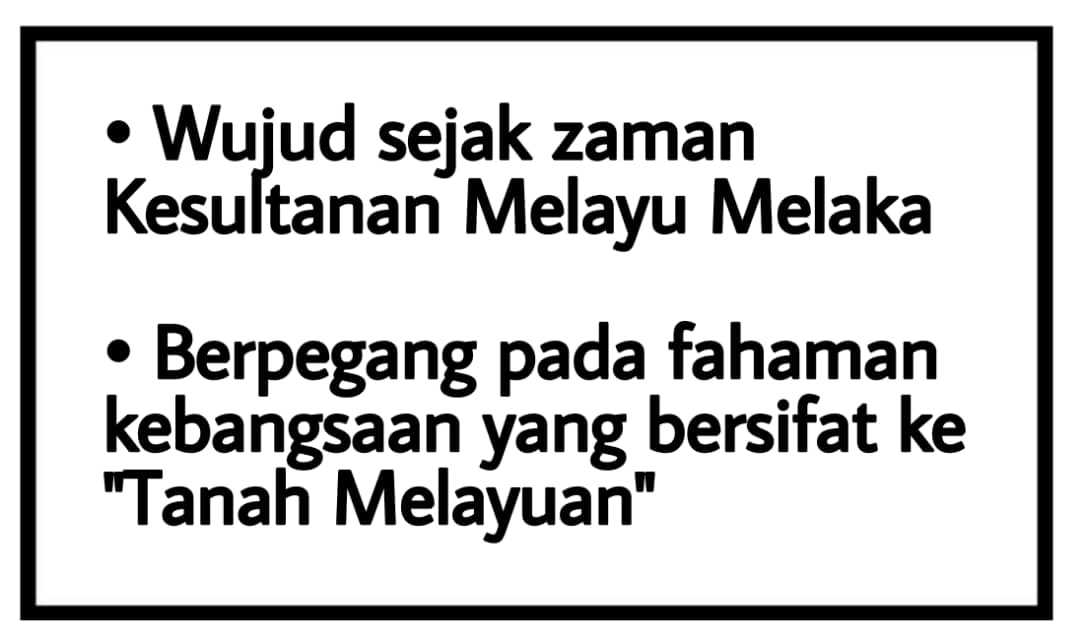 • Wujud sejak zaman
Kesultanan Melayu Melaka
• Berpegang pada fahaman
kebangsaan yang bersifat ke
"Tanah Melayuan"